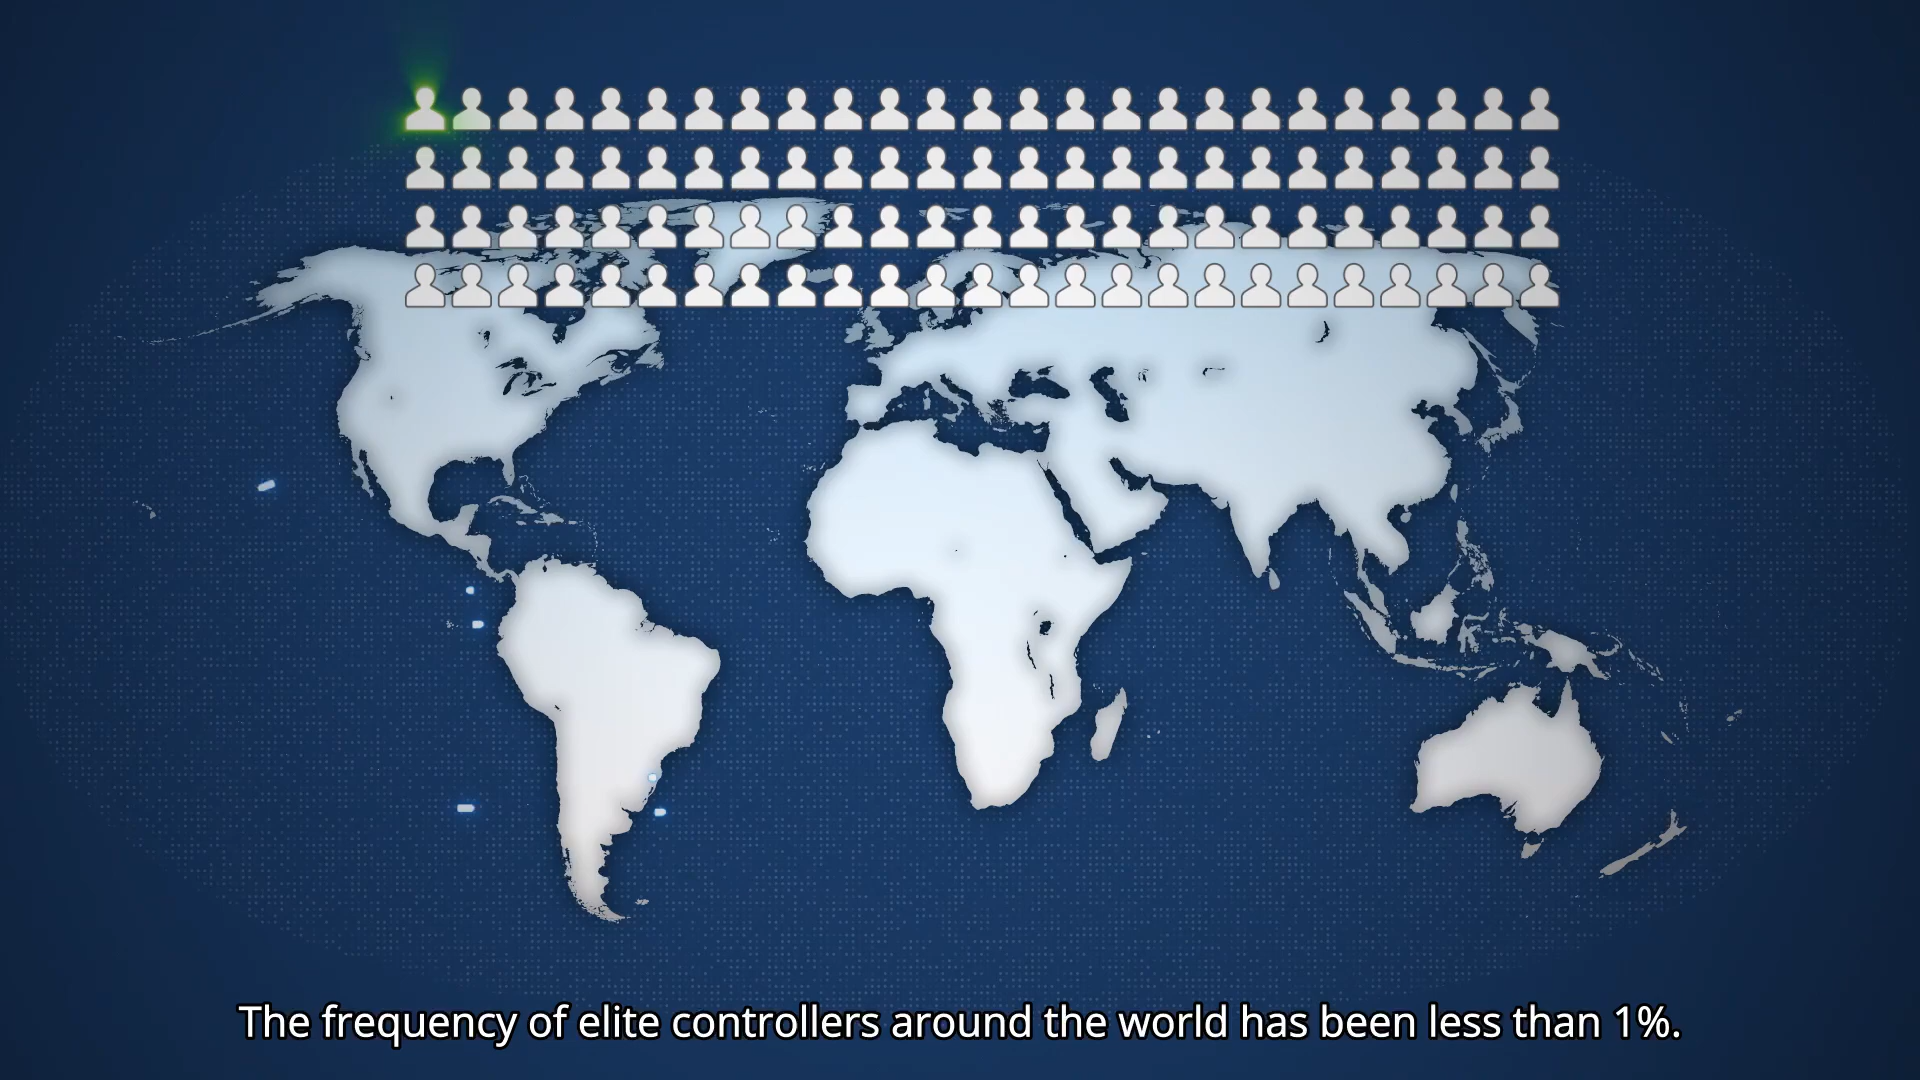 The frequency of elite controllers around the world has been less than 1%.